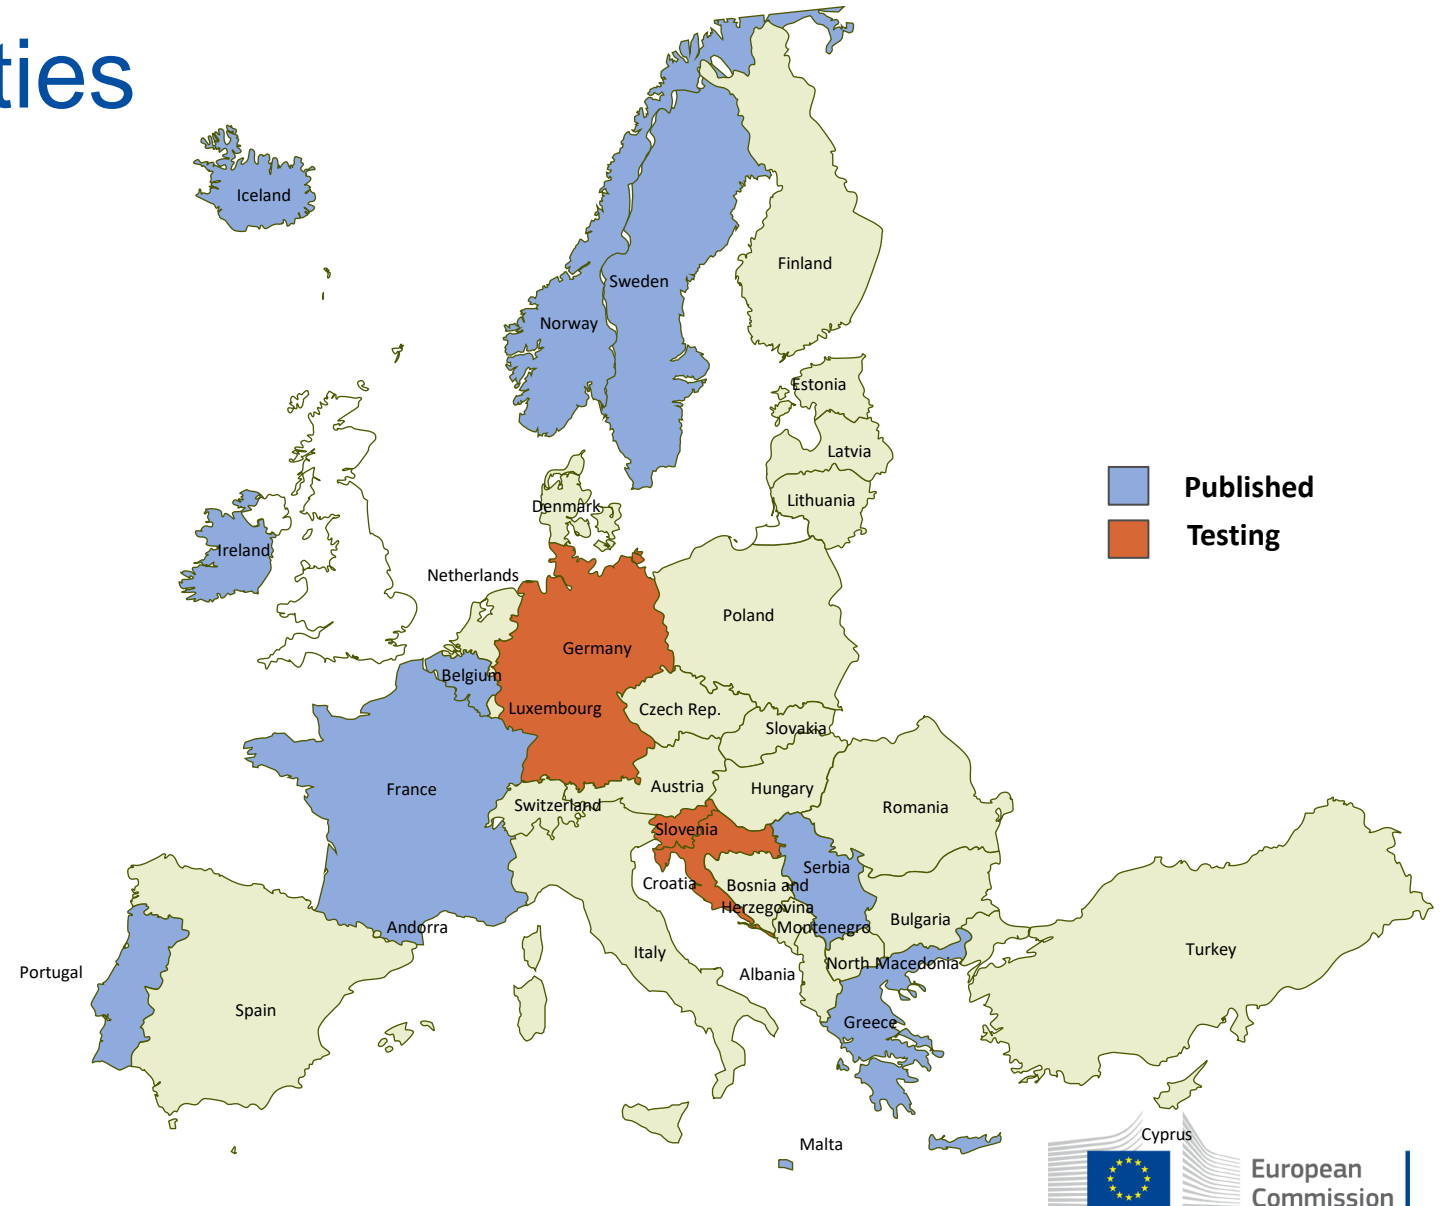 ties
Iceland
Finland
Sweden
Norway
Estonia
Latvia
Lithuania
Published
Testing
Denmark
Ireland
Netherlands
Poland
Germany
Belgium
Luxembourg
Czech Rep.
Slovakia
France
Austria
Hungary
Switzerland
Romania
Slovenia
Serbia
Croatia
Bosnia and
Herzegovina
Bulgaria
Andorra
Montenegro
Italy
Turkey
North Macedonia
Portugal
Albania
Spain
Greece
Malta
Cyprus
European
Commission